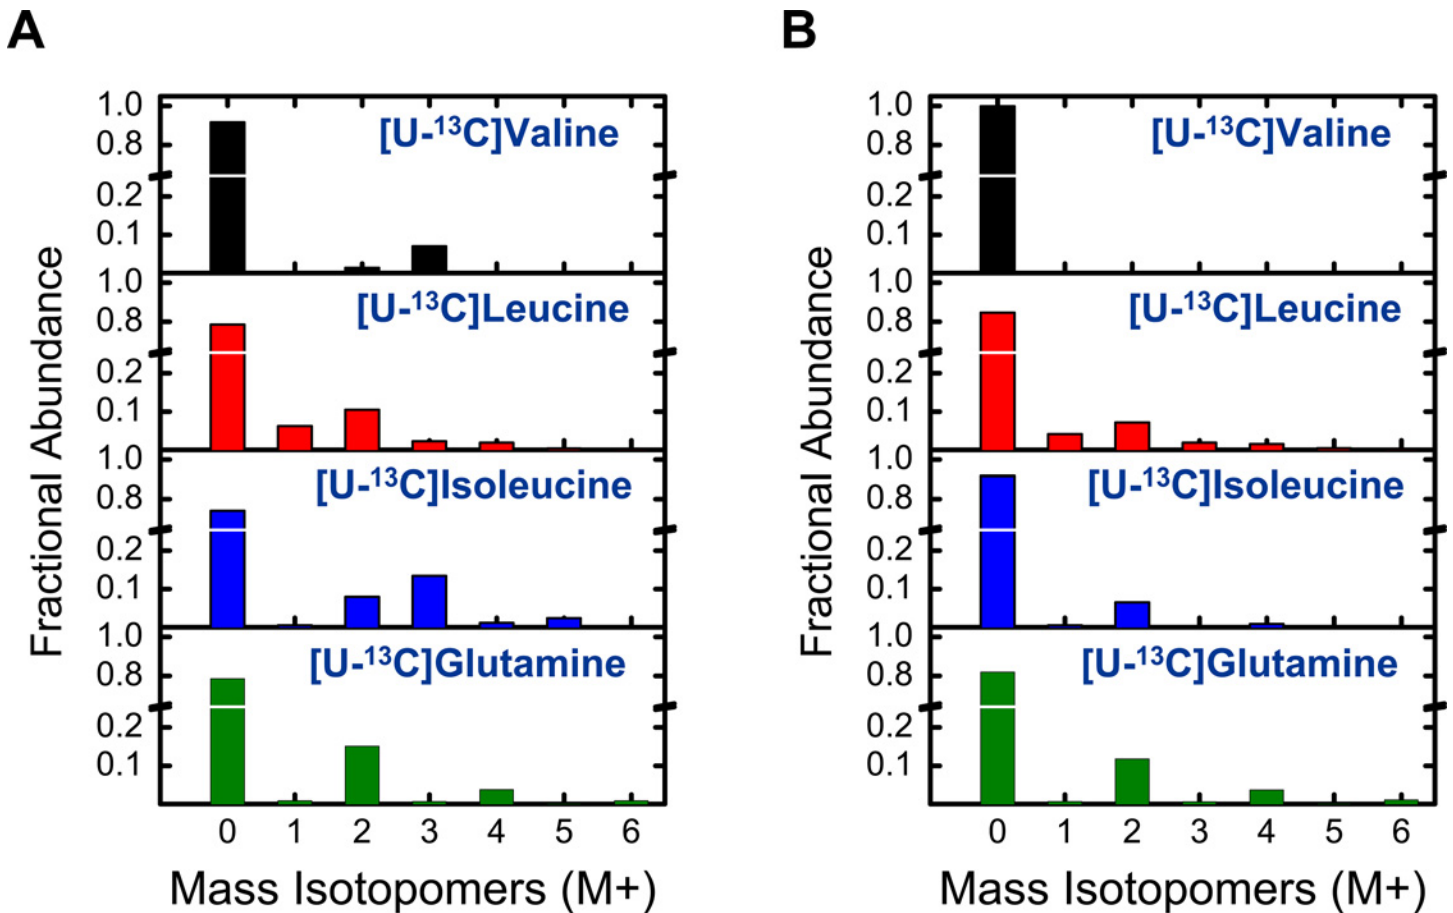 A
B
Fractional Abundance
1.0
0.8
0.2
0.1
[U-¹³C]Valine
1.0
0.8
0.2
0.1
[U-¹³C]Leucine
1.0
0.8
0.2
0.1
[U-¹³C]Isoleucine
1.0
0.8
0.2
0.1
[U-¹³C]Glutamine
0 1 2 3 4 5 6
Mass Isotopomers (M+)
Fractional Abundance
1.0
0.8
0.2
0.1
[U-¹³C]Valine
1.0
0.8
0.2
0.1
[U-¹³C]Leucine
1.0
0.8
0.2
0.1
[U-¹³C]Isoleucine
1.0
0.8
0.2
0.1
[U-¹³C]Glutamine
0 1 2 3 4 5 6
Mass Isotopomers (M+)